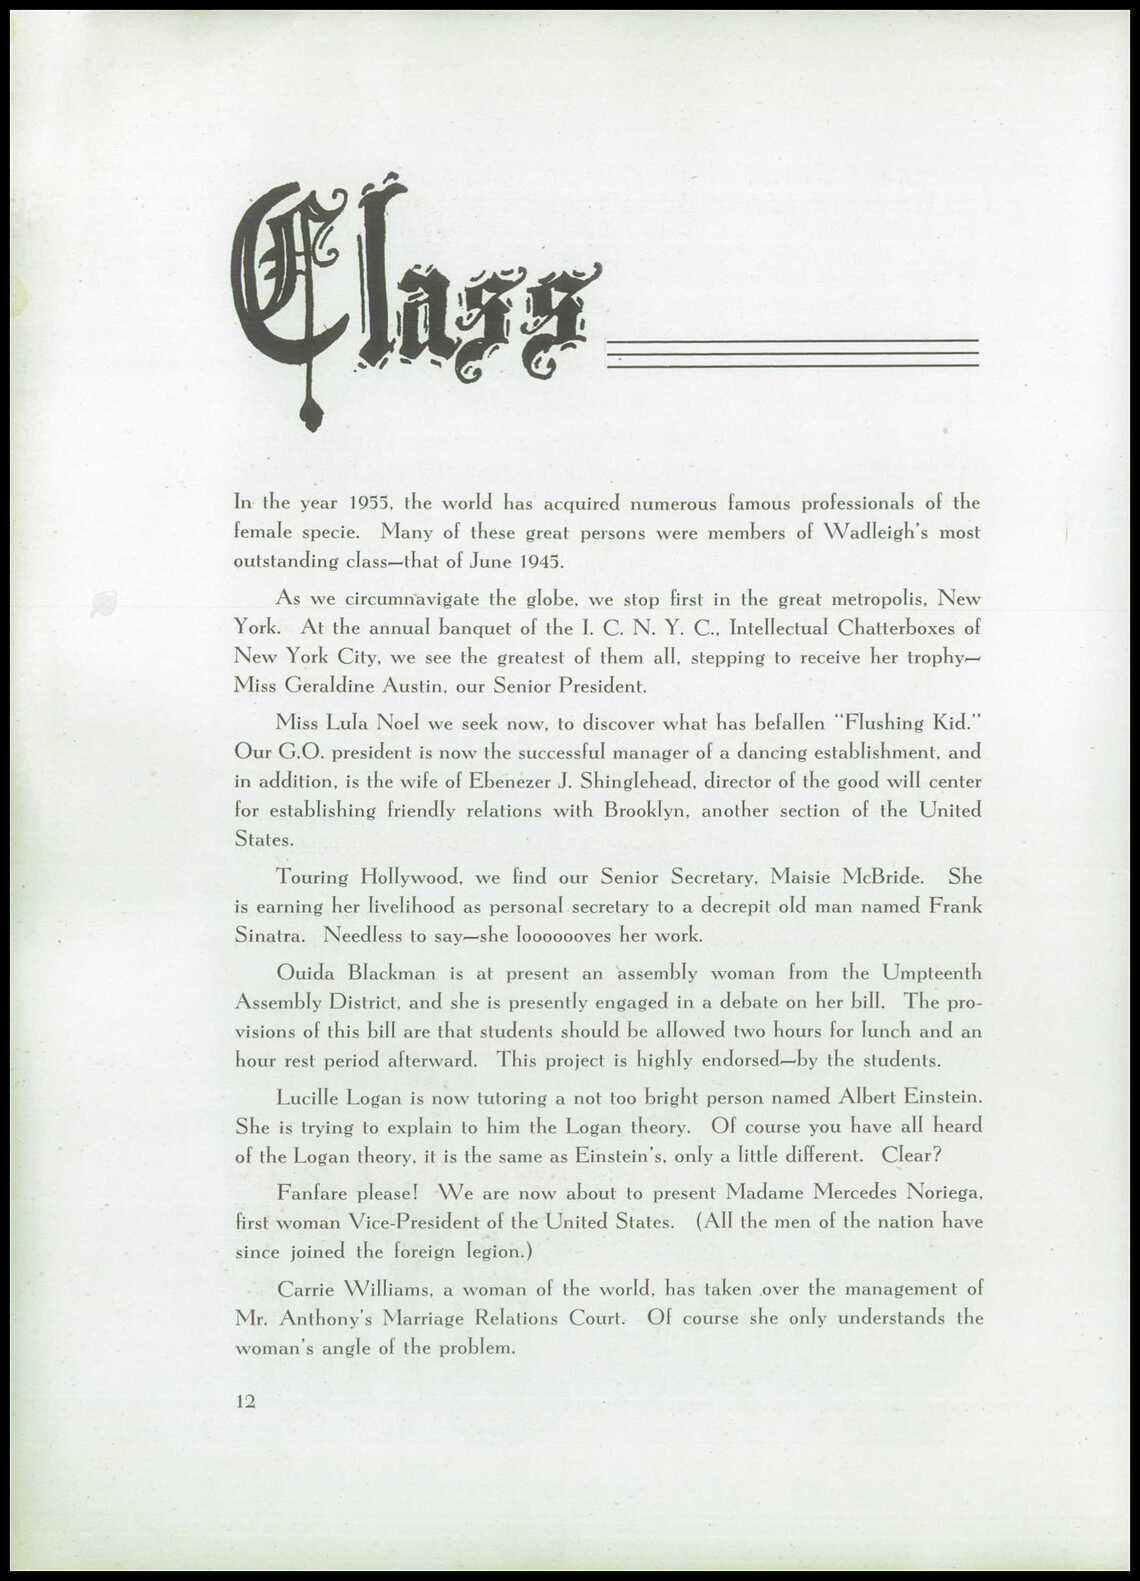 Class
In the year 1955, the world has acquired numerous famous professionals of the
female specie. Many of these great persons were members of Wadleigh's most
outstanding class—that of June 1945.
As we circumnavigate the globe, we stop first in the great metropolis, New
York. At the annual banquet of the I. C. N. Y. C., Intellectual Chatterboxes of
New York City, we see the greatest of them all, stepping to receive her trophy—
Miss Geraldine Austin, our Senior President.
Miss Lula Noel we seek now, to discover what has befallen "Flushing Kid."
Our G.O. president is now the successful manager of a dancing establishment, and
in addition, is the wife of Ebenezer J. Shinglehead, director of the good will center
for establishing friendly relations with Brooklyn, another section of the United
States.
Touring Hollywood, we find our Senior Secretary, Maisie McBride. She
is earning her livelihood as personal secretary to a decrepit old man named Frank
Sinatra. Needless to say—she looooooves her work.
Ouida Blackman is at present an assembly woman from the Umpteenth
Assembly District, and she is presently engaged in a debate on her bill. The pro-
visions of this bill are that students should be allowed two hours for lunch and an
hour rest period afterward. This project is highly endorsed—by the students.
Lucille Logan is now tutoring a not too bright person named Albert Einstein.
She is trying to explain to him the Logan theory. Of course you have all heard
of the Logan theory, it is the same as Einstein's, only a little different. Clear?
Fanfare please! We are now about to present Madame Mercedes Noriega,
first woman Vice-President of the United States. (All the men of the nation have
since joined the foreign legion.)
Carrie Williams, a woman of the world, has taken over the management of
Mr. Anthony's Marriage Relations Court. Of course she only understands the
woman's angle of the problem.
12